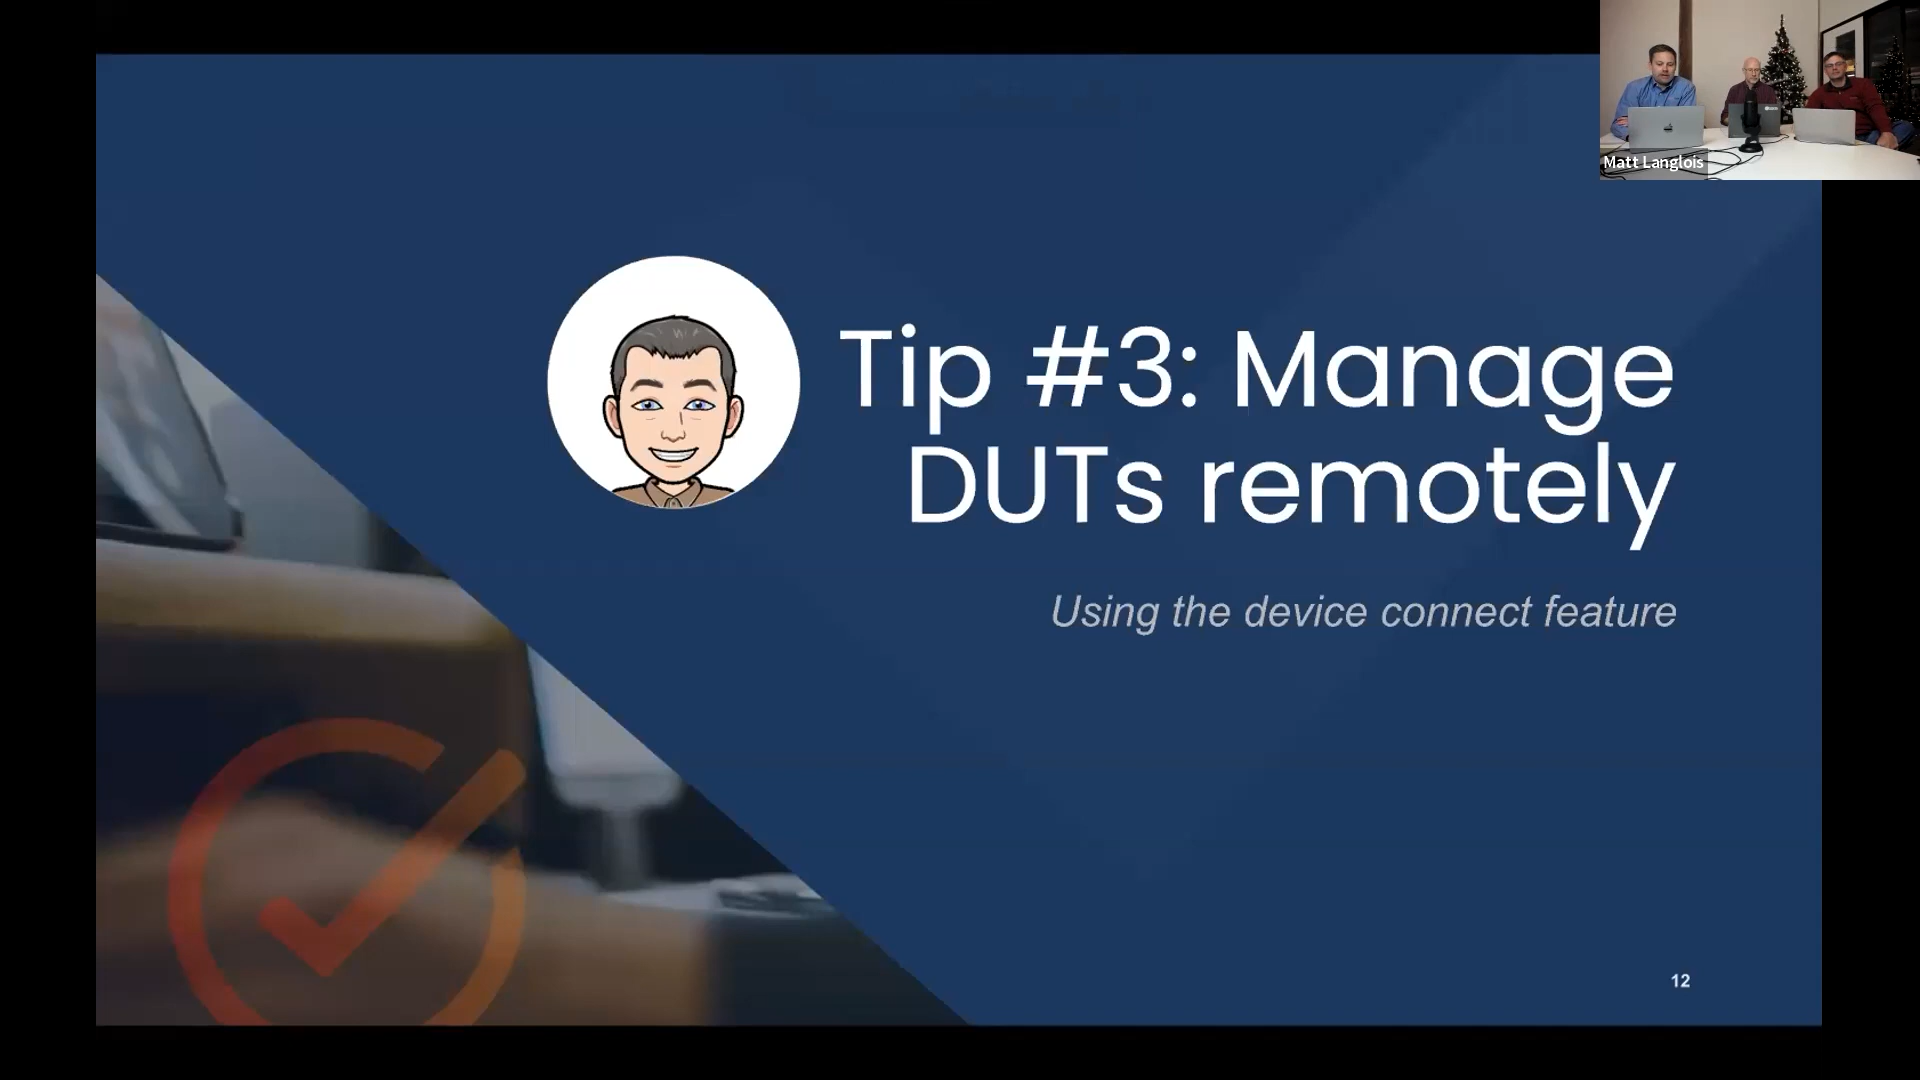 Matt Langlois
Tip #3: Manage
DUTs remotely
Using the device connect feature
12